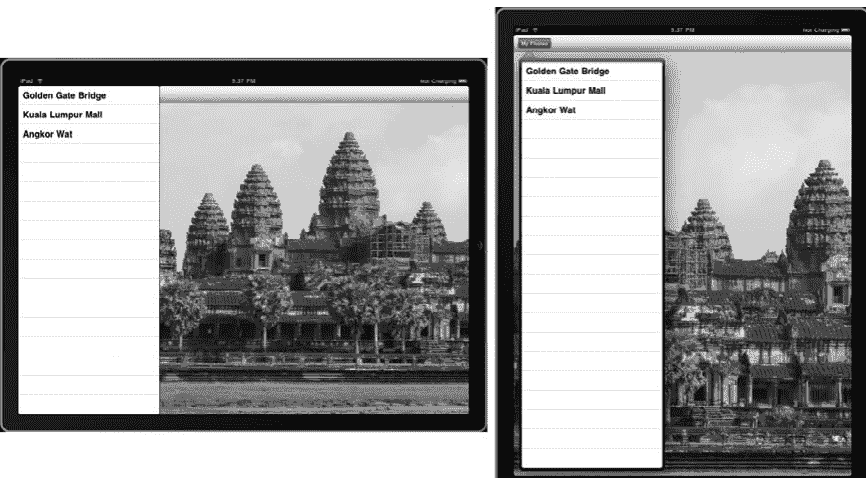 iPad
5.37 PM
Not Charging
Golden Gate Bridge
Kuala Lumpur Mall
Angkor Wat
iPad
5.37 PM
Not Charging
My Photos
Golden Gate Bridge
Kuala Lumpur Mall
Angkor Wat